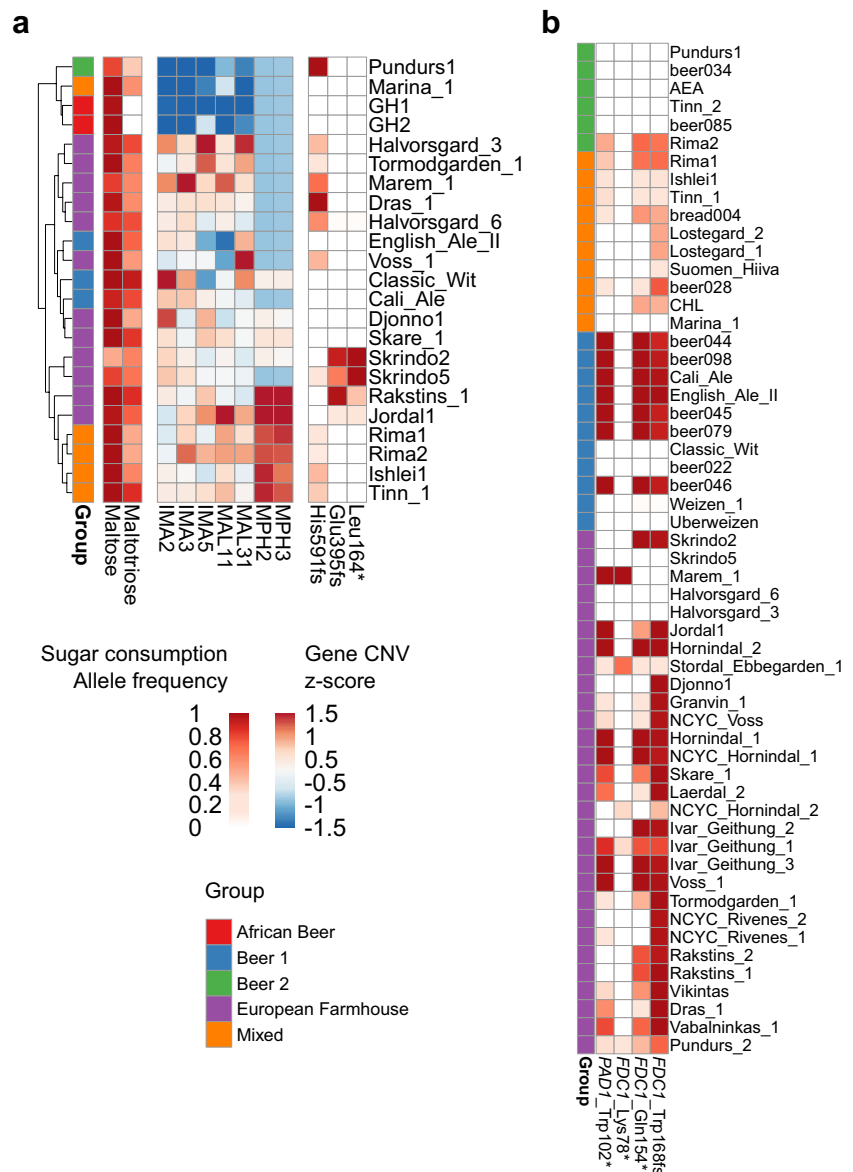 a
Pundurs1
Marina_1
GH1
GH2
Halvorsgard_3
Tormodgarden_1
Marem_1
Dras_1
Halvorsgard_6
English_Ale_II
Voss_1
Classic_Wit
Cali_Ale
Djonno1
Skare_1
Skrindo2
Skrindo5
Rakstins_1
Jordal1
Rima1
Rima2
Ishlei1
Tinn_1
Group
Maltose
Maltotriose
IMA2
IMA3
IMA5
MAL11
MAL31
MPH2
MPH3
His591fs
Glu395fs
Leu164*
Sugar consumption
Allele frequency
1
0.8
0.6
0.4
0.2
0
Gene CNV
z-score
1.5
1
0.5
-0.5
-1
-1.5
Group
African Beer
Beer 1
Beer 2
European Farmhouse
Mixed
b
Pundurs1
beer034
AEA
Tinn_2
beer085
Rima2
Rima1
Ishlei1
Tinn_1
bread004
Lostegard_2
Lostegard_1
Suomen_Hiiva
beer028
CHL
Marina_1
beer044
beer098
Cali_Ale
English_Ale_II
beer045
beer079
Classic_Wit
beer022
beer046
Weizen_1
Uberweizen
Skrindo2
Skrindo5
Marem_1
Halvorsgard_6
Halvorsgard_3
Jordal1
Hornindal_2
Stordal_Ebbegarden_1
Djonno1
Granvin_1
NCYC_Voss
Hornindal_1
NCYC_Hornindal_1
Skare_1
Laerdal_2
NCYC_Hornindal_2
Ivar_Geithung_2
Ivar_Geithung_1
Ivar_Geithung_3
Voss_1
Tormodgarden_1
NCYC_Rivenes_2
NCYC_Rivenes_1
Rakstins_2
Rakstins_1
Vikintas
Dras_1
Vabalninkas_1
Pundurs_2
Group
PAD1_Trp102*
FDC1_Lys78*
FDC1_Gln154*
FDC1_Trp168fs